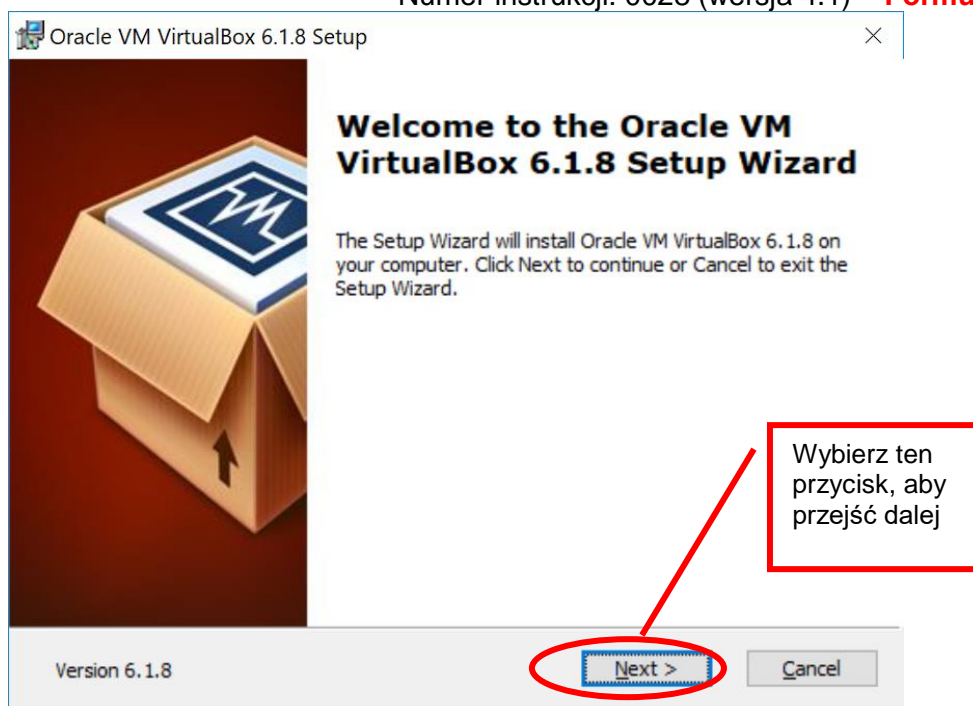 Oracle VM VirtualBox 6.1.8 Setup
Welcome to the Oracle VM
VirtualBox 6.1.8 Setup Wizard
The Setup Wizard will install Oracle VM VirtualBox 6.1.8 on
your computer. Click Next to continue or Cancel to exit the
Setup Wizard.
Wybierz ten
przycisk, aby
przejść dalej
Version 6.1.8
Next >
Cancel